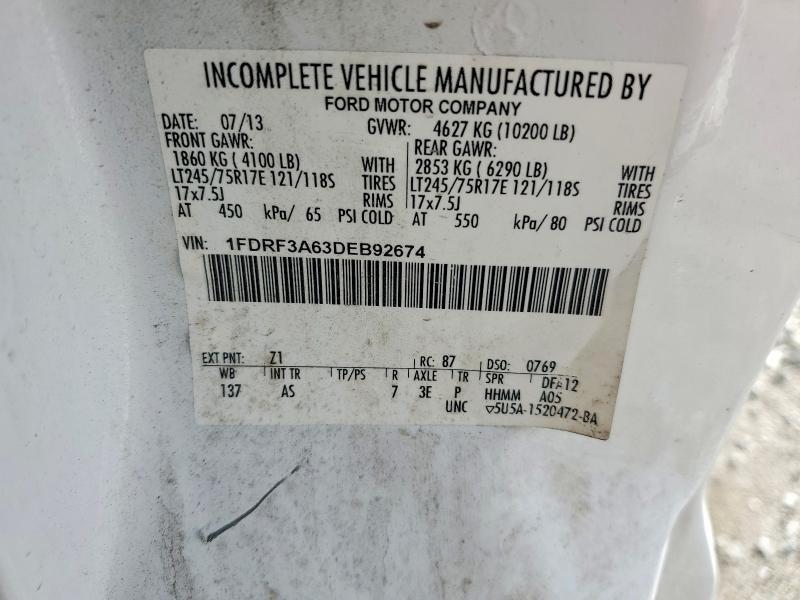 INCOMPLETE VEHICLE MANUFACTURED BY
FORD MOTOR COMPANY
DATE: 07/13 GVWR: 4627 KG (10200 LB)
FRONT GAWR: REAR GAWR:
1860 KG ( 4100 LB) WITH 2853 KG ( 6290 LB) WITH
LT245/75R17E 121/118S TIRES LT245/75R17E 121/118S TIRES
17x7.5J RIMS 17x7.5J RIMS
AT 450 kPa/ 65 PSI COLD AT 550 kPa/ 80 PSI COLD
VIN: 1FDRF3A63DEB92674
EXT PNT: Z1 RC: 87 DSO: 0769
WB INT TR TP/PS R AXLE TR SPR DFA12
137 AS 7 3E P HHMM A05
UNC ▽5U5A-1520472-BA